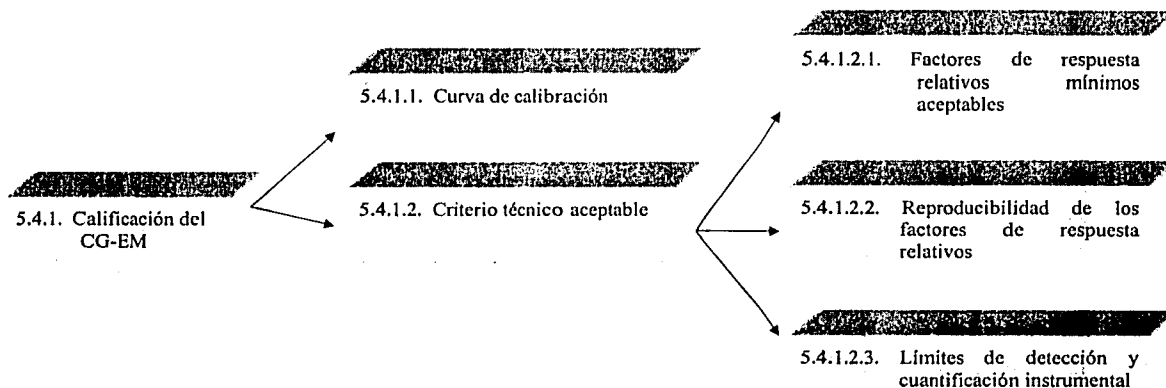 5.4.1. Calificación del
CG-EM
5.4.1.1. Curva de calibración
5.4.1.2. Criterio técnico aceptable
5.4.1.2.1. Factores de respuesta
relativos mínimos
aceptables
5.4.1.2.2. Reproducibilidad de los
factores de respuesta
relativos
5.4.1.2.3. Límites de detección y
cuantificación instrumental